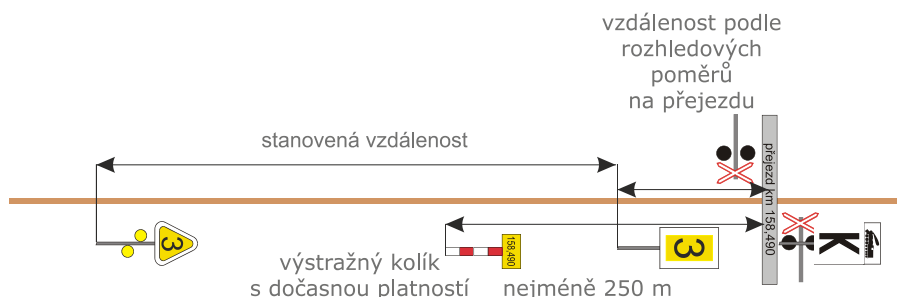 vzdálenost podle
rozhledových
poměrů
na přejezdu
stanovená vzdálenost
přejezd km 158,490
3
158,490
3
K
výstražný kolík
s dočasnou platností
nejméně 250 m